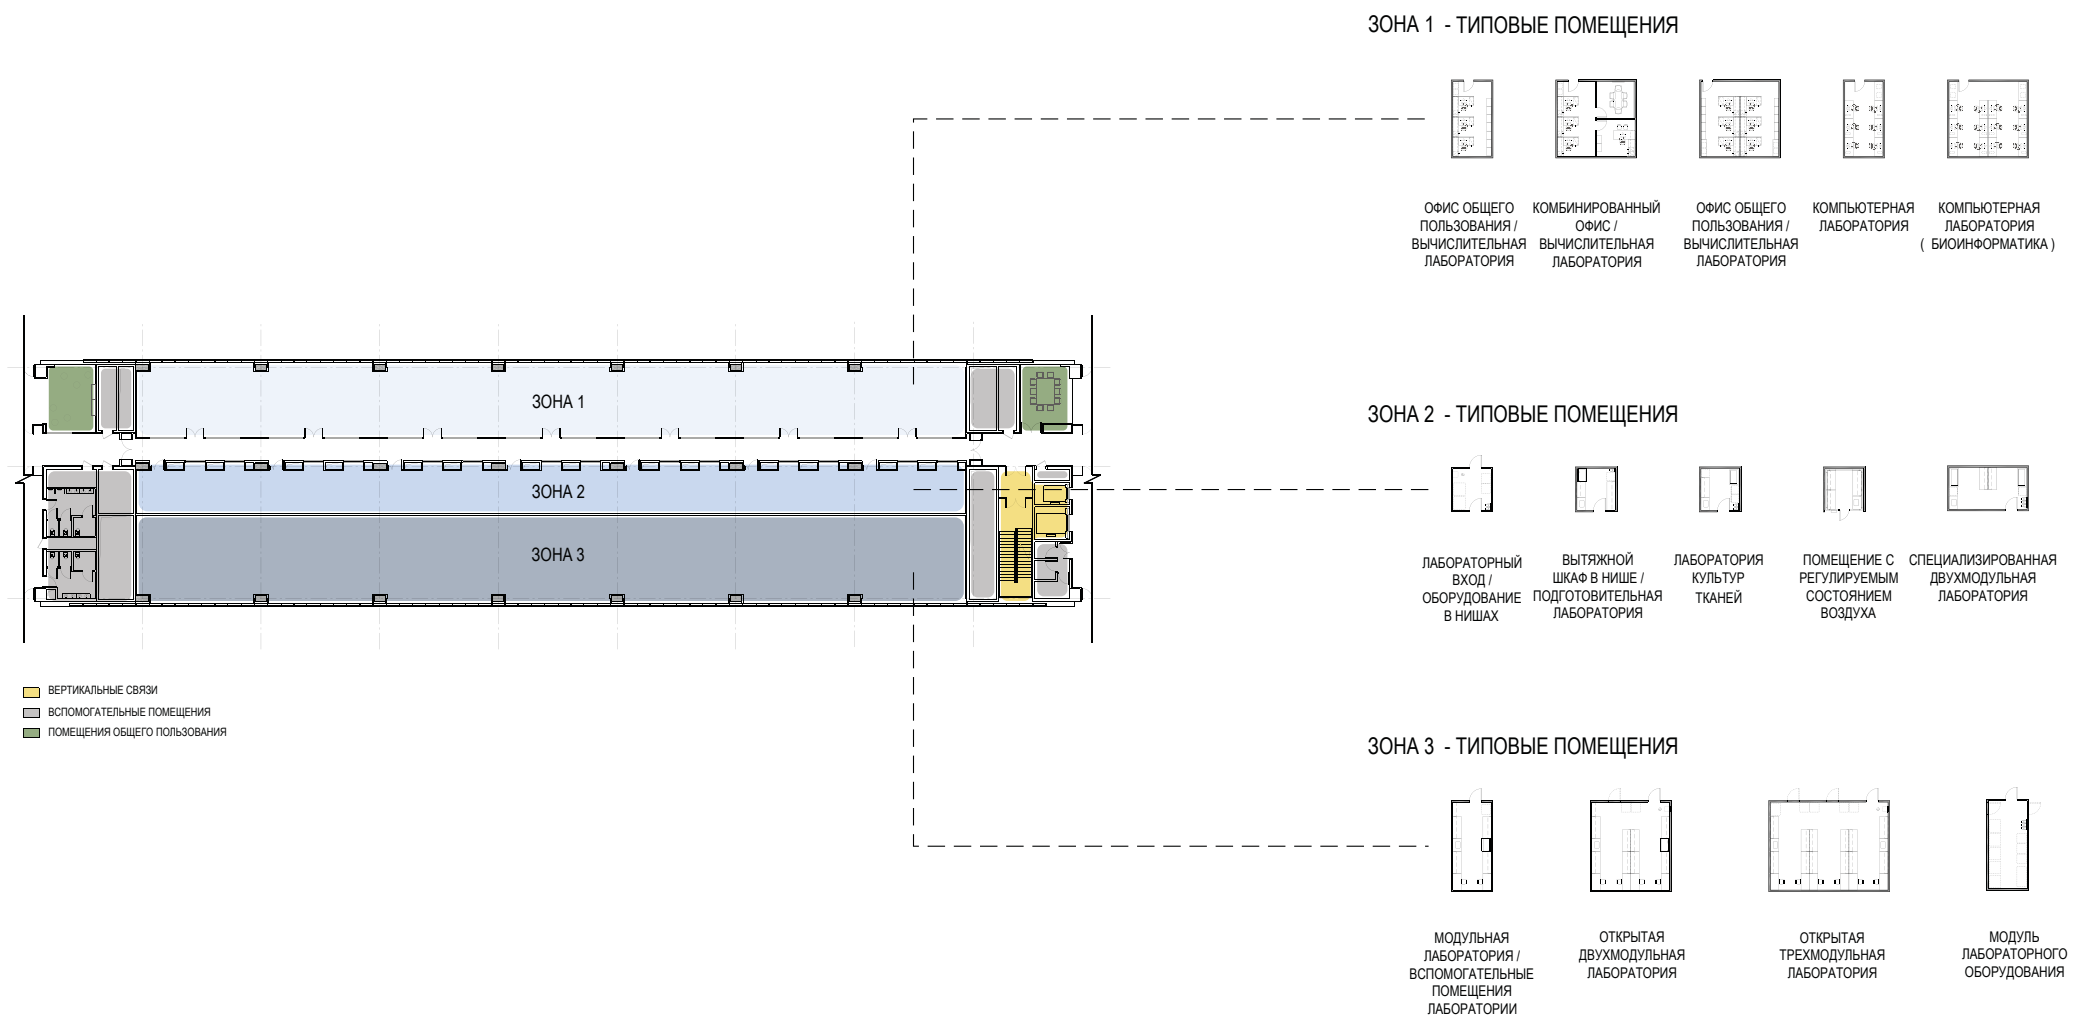 ЗОНА 1 - ТИПОВЫЕ ПОМЕЩЕНИЯ
ОФИС ОБЩЕГО
ПОЛЬЗОВАНИЯ /
ВЫЧИСЛИТЕЛЬНАЯ
ЛАБОРАТОРИЯ
КОМБИНИРОВАННЫЙ
ОФИС /
ВЫЧИСЛИТЕЛЬНАЯ
ЛАБОРАТОРИЯ
ОФИС ОБЩЕГО
ПОЛЬЗОВАНИЯ /
ВЫЧИСЛИТЕЛЬНАЯ
ЛАБОРАТОРИЯ
КОМПЬЮТЕРНАЯ
ЛАБОРАТОРИЯ
КОМПЬЮТЕРНАЯ
ЛАБОРАТОРИЯ
( БИОИНФОРМАТИКА )
ЗОНА 1
ЗОНА 2
ЗОНА 3
ВЕРТИКАЛЬНЫЕ СВЯЗИ
ВСПОМОГАТЕЛЬНЫЕ ПОМЕЩЕНИЯ
ПОМЕЩЕНИЯ ОБЩЕГО ПОЛЬЗОВАНИЯ
ЗОНА 2 - ТИПОВЫЕ ПОМЕЩЕНИЯ
ЛАБОРАТОРНЫЙ
ВХОД /
ОБОРУДОВАНИЕ
В НИШАХ
ВЫТЯЖНОЙ
ШКАФ В НИШЕ /
ПОДГОТОВИТЕЛЬНАЯ
ЛАБОРАТОРИЯ
ЛАБОРАТОРИЯ
КУЛЬТУР
ТКАНЕЙ
ПОМЕЩЕНИЕ С
РЕГУЛИРУЕМЫМ
СОСТОЯНИЕМ
ВОЗДУХА
СПЕЦИАЛИЗИРОВАННАЯ
ДВУХМОДУЛЬНАЯ
ЛАБОРАТОРИЯ
ЗОНА 3 - ТИПОВЫЕ ПОМЕЩЕНИЯ
МОДУЛЬНАЯ
ЛАБОРАТОРИЯ /
ВСПОМОГАТЕЛЬНЫЕ
ПОМЕЩЕНИЯ
ЛАБОРАТОРИИ
ОТКРЫТАЯ
ДВУХМОДУЛЬНАЯ
ЛАБОРАТОРИЯ
ОТКРЫТАЯ
ТРЕХМОДУЛЬНАЯ
ЛАБОРАТОРИЯ
МОДУЛЬ
ЛАБОРАТОРНОГО
ОБОРУДОВАНИЯ